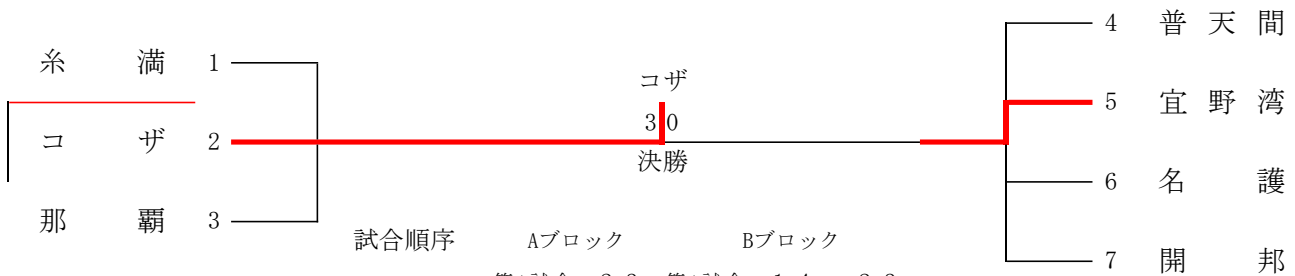 糸満 1
コザ 2
那覇 3
コザ
3 0
決勝
4 普天間
5 宜野湾
6 名護
7 開邦
試合順序 Aブロック Bブロック